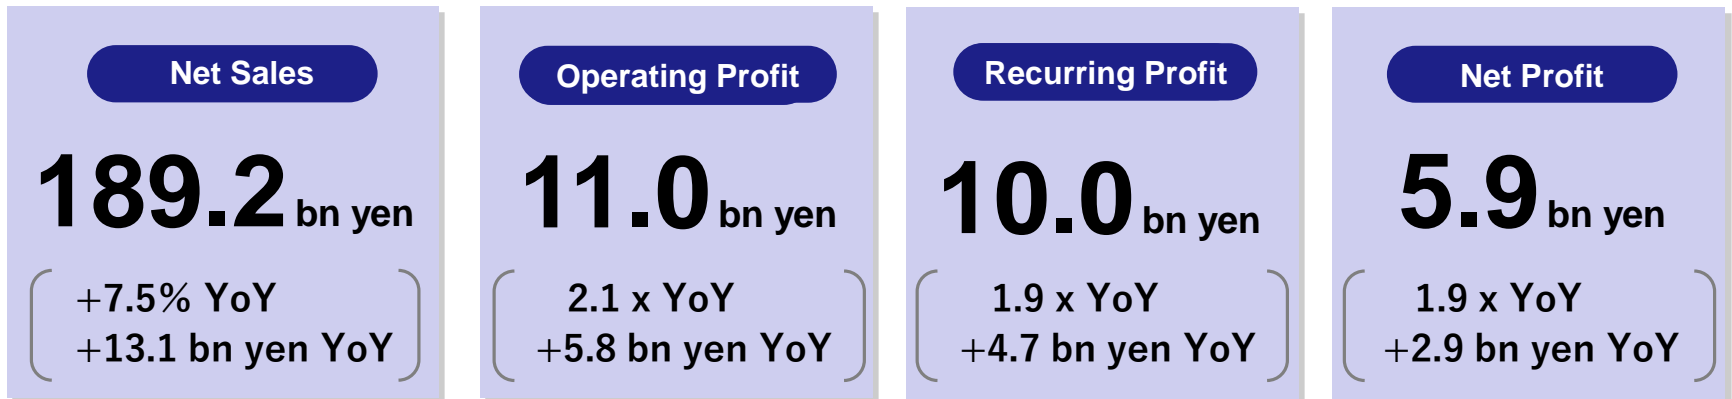 Net Sales
189.2 bn yen
+7.5% YoY
+13.1 bn yen YoY
Operating Profit
11.0 bn yen
2.1 x YoY
+5.8 bn yen YoY
Recurring Profit
10.0 bn yen
1.9 x YoY
+4.7 bn yen YoY
Net Profit
5.9 bn yen
1.9 x YoY
+2.9 bn yen YoY